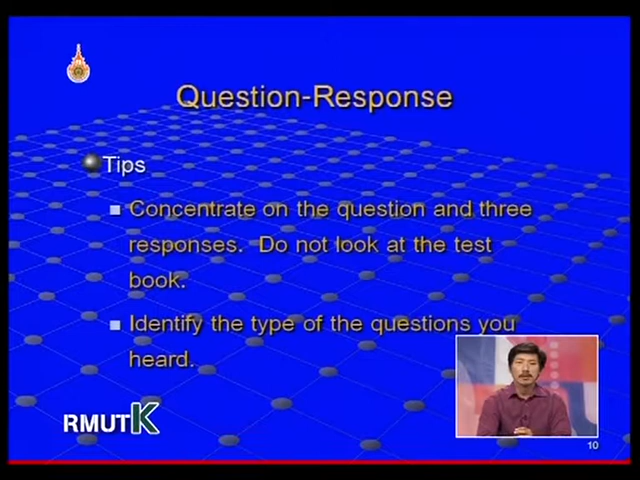 Question-Response
Tips
Concentrate on the question and three
responses. Do not look at the test
book.
Identify the type of the questions you
heard.
RMUTK
10